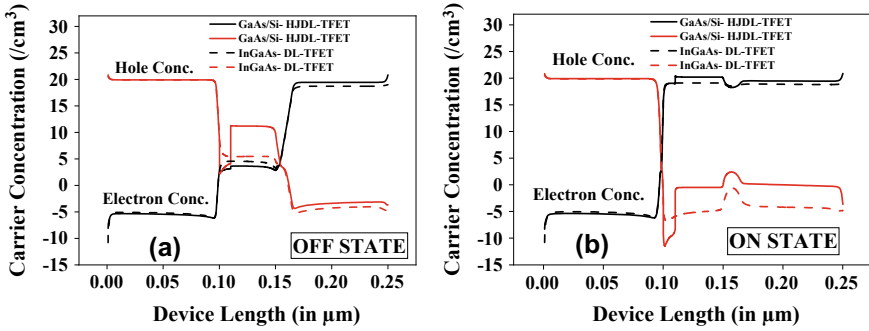 GaAs/Si- HJDL-TFET
GaAs/Si- HJDL-TFET
InGaAs- DL-TFET
InGaAs- DL-TFET
Carrier Concentration (/cm3)
30
25
20
15
10
5
0
-5
-10
-15
Hole Conc.
Electron Conc.
(a)
OFF STATE
0.00 0.05 0.10 0.15 0.20 0.25
Device Length (in µm)
GaAs/Si- HJDL-TFET
GaAs/Si- HJDL-TFET
InGaAs- DL-TFET
InGaAs- DL-TFET
Carrier Concentration (/cm3)
30
25
20
15
10
5
0
-5
-10
-15
Hole Conc.
Electron Conc.
(b)
ON STATE
0.00 0.05 0.10 0.15 0.20 0.25
Device Length (in µm)